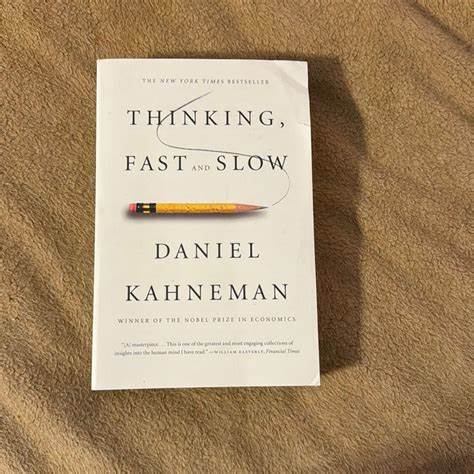 THE NEW YORK TIMES BESTSELLER
THINKING,
FAST AND SLOW
DANIEL
KAHNEMAN
WINNER OF THE NOBEL PRIZE IN ECONOMICS
"[A] masterpiece . . . This is one of the greatest and most engaging collections of
insights into the human mind I have read." —WILLIAM EASTERLY, Financial Times